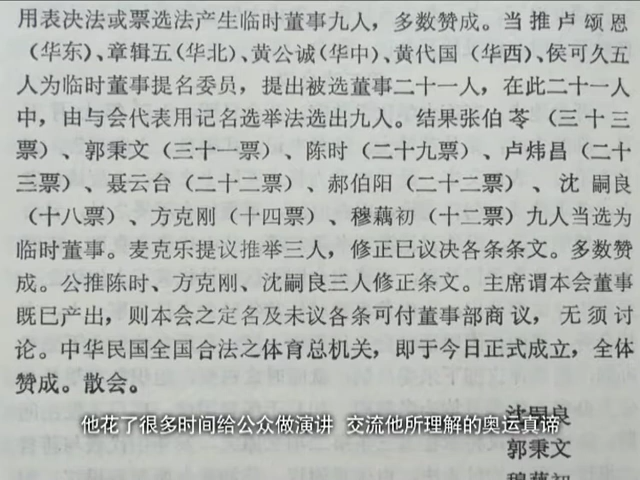 用表决法或票选法产生临时董事九人，多数赞成。当推卢颂恩
（华东）、章辑五（华北）、黄公诚（华中）、黄代国（华西）、侯可久五
人为临时董事提名委员，提出被选董事二十一人，在此二十一人
中，由与会代表用记名选举法选出九人。结果张伯苓（三十三
票）、郭秉文（三十一票）、陈时（二十九票）、卢炜昌（二十
三票）、聂云台（二十二票）、郝伯阳（二十二票）、沈嗣良
（十八票）、方克刚（十四票）、穆藕初（十二票）九人当选为
临时董事。麦克乐提议推举三人，修正已议决各条条文。多数赞
成。公推陈时、方克刚、沈嗣良三人修正条文。主席谓本会董事
既已产出，则本会之定名及未议各条可付董事部商议，无须讨
论。中华民国全国合法之体育总机关，即于今日正式成立，全体
赞成。散会。
沈嗣良
他花了很多时间给公众做演讲 交流他所理解的奥运真谛
郭秉文
穆藕初